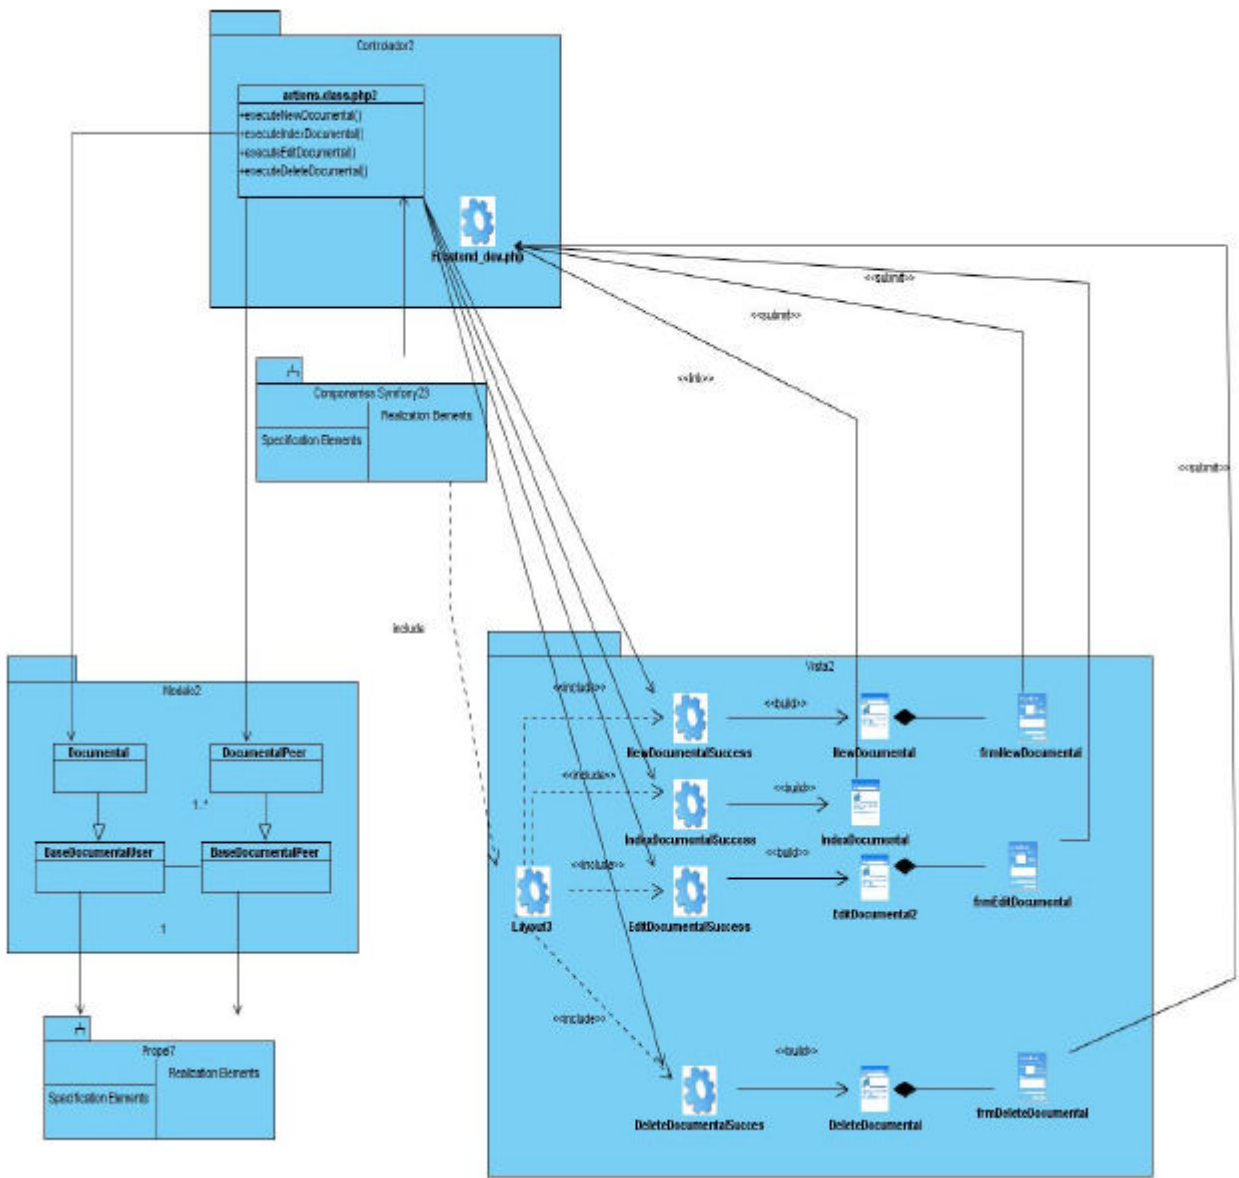 Controlador2
actions.class.php2
+executeNewDocumental()
+executeIndexDocumental()
+executeEditDocumental()
+executeDeleteDocumental()
Frontend_dev.php
<<submit>>
<<submit>>
<<link>>
<<submit>>
Componentes Symfony23
Realization Elements
Specification Elements
include
Modelo2
Documental
DocumentalPeer
1..*
BaseDocumentalUser
BaseDocumentalPeer
1
Propel7
Realization Elements
Specification Elements
Vista2
<<include>>
<<build>>
NewDocumentalSuccess
NewDocumental
frmNewDocumental
<<include>>
<<build>>
IndexDocumentalSuccess
IndexDocumental
<<include>>
<<build>>
Layout3
EditDocumentalSuccess
EditDocumental2
frmEditDocumental
<<include>>
<<build>>
DeleteDocumentalSucces
DeleteDocumental
frmDeleteDocumental